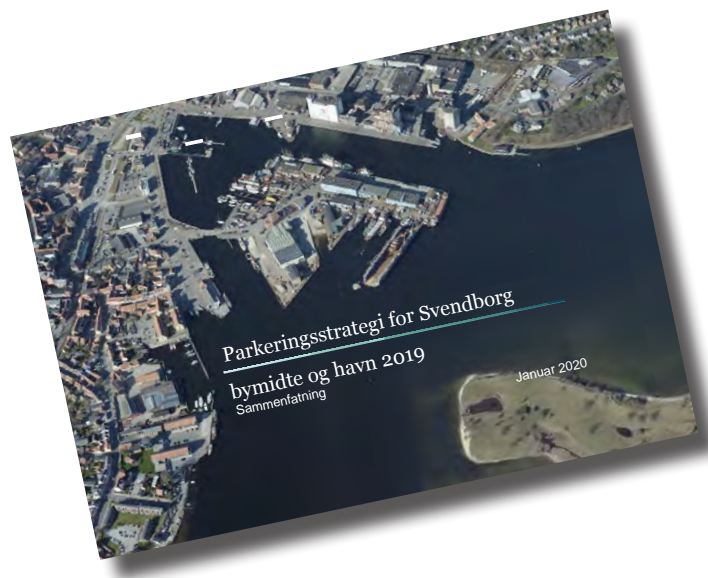 Parkeringsstrategi for Svendborg
bymidte og havn 2019
Sammenfatning
Januar 2020